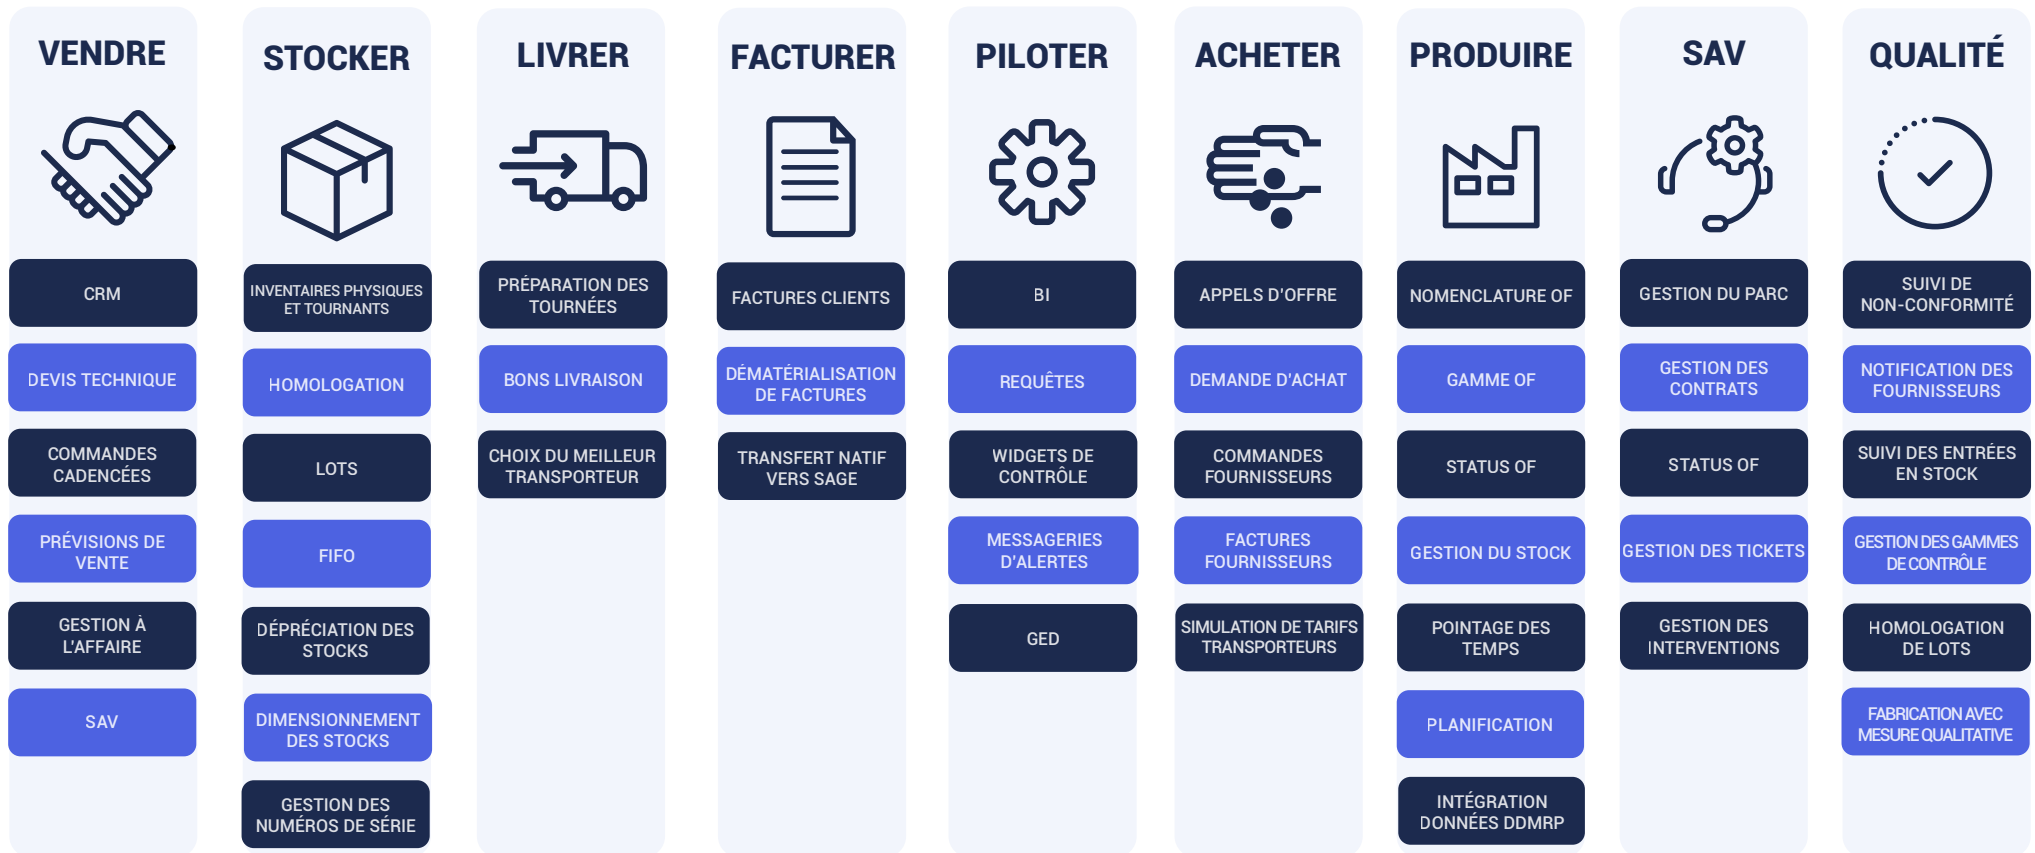 VENDRE
CRM
DEVIS TECHNIQUE
COMMANDES
CADENCÉES
PRÉVISIONS DE
VENTE
GESTION À
L'AFFAIRE
SAV
STOCKER
INVENTAIRES PHYSIQUES
ET TOURNANTS
HOMOLOGATION
LOTS
FIFO
DÉPRÉCIATION DES
STOCKS
DIMENSIONNEMENT
DES STOCKS
GESTION DES
NUMÉROS DE SÉRIE
LIVRER
PRÉPARATION DES
TOURNÉES
BONS LIVRAISON
CHOIX DU MEILLEUR
TRANSPORTEUR
FACTURER
FACTURES CLIENTS
DÉMATÉRIALISATION
DE FACTURES
TRANSFERT NATIF
VERS SAGE
PILOTER
BI
REQUÊTES
WIDGETS DE
CONTRÔLE
MESSAGERIES
D'ALERTES
GED
ACHETER
APPELS D'OFFRE
DEMANDE D'ACHAT
COMMANDES
FOURNISSEURS
FACTURES
FOURNISSEURS
SIMULATION DE TARIFS
TRANSPORTEURS
PRODUIRE
NOMENCLATURE OF
GAMME OF
STATUS OF
GESTION DU STOCK
POINTAGE DES
TEMPS
PLANIFICATION
INTÉGRATION
DONNÉES DDMRP
SAV
GESTION DU PARC
GESTION DES
CONTRATS
STATUS OF
GESTION DES TICKETS
GESTION DES
INTERVENTIONS
QUALITÉ
SUIVI DE
NON-CONFORMITÉ
NOTIFICATION DES
FOURNISSEURS
SUIVI DES ENTRÉES
EN STOCK
GESTION DES GAMMES
DE CONTRÔLE
HOMOLOGATION
DE LOTS
FABRICATION AVEC
MESURE QUALITATIVE